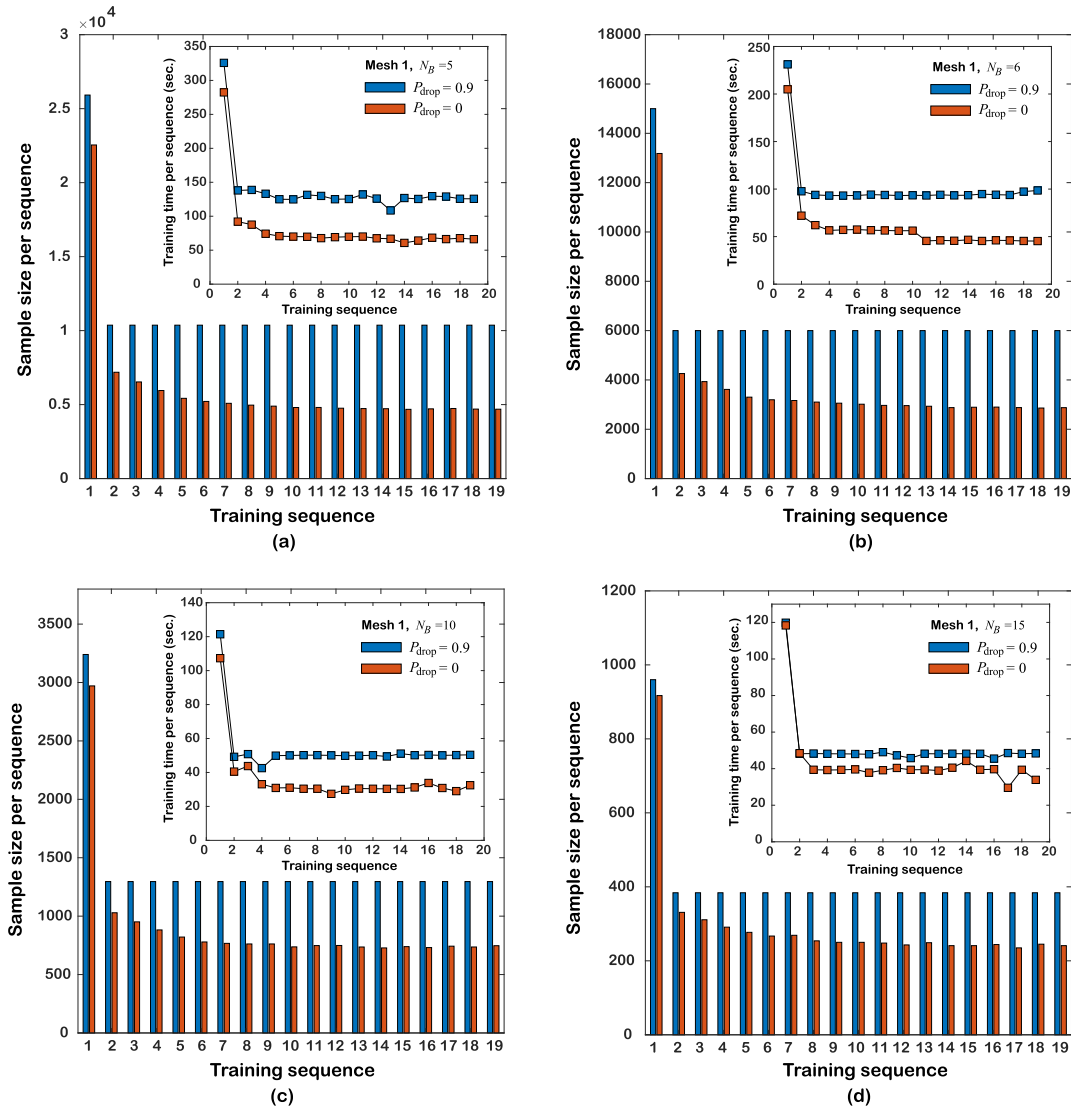 ×10⁴
3
2.5
2
1.5
1
0.5
0
Sample size per sequence
1 2 3 4 5 6 7 8 9 10 11 12 13 14 15 16 17 18 19
Training sequence
(a)
350
300
250
200
150
100
50
0
Training time per sequence (sec.)
0 2 4 6 8 10 12 14 16 18 20
Training sequence
Mesh 1, N_B =5
P_drop = 0.9
P_drop = 0
18000
16000
14000
12000
10000
8000
6000
4000
2000
0
Sample size per sequence
1 2 3 4 5 6 7 8 9 10 11 12 13 14 15 16 17 18 19
Training sequence
(b)
250
200
150
100
50
0
Training time per sequence (sec.)
0 2 4 6 8 10 12 14 16 18 20
Training sequence
Mesh 1, N_B =6
P_drop = 0.9
P_drop = 0
3500
3000
2500
2000
1500
1000
500
0
Sample size per sequence
1 2 3 4 5 6 7 8 9 10 11 12 13 14 15 16 17 18 19
Training sequence
(c)
140
120
100
80
60
40
20
0
Training time per sequence (sec.)
0 2 4 6 8 10 12 14 16 18 20
Training sequence
Mesh 1, N_B =10
P_drop = 0.9
P_drop = 0
1200
1000
800
600
400
200
0
Sample size per sequence
1 2 3 4 5 6 7 8 9 10 11 12 13 14 15 16 17 18 19
Training sequence
(d)
120
100
80
60
40
20
0
Training time per sequence (sec.)
0 2 4 6 8 10 12 14 16 18 20
Training sequence
Mesh 1, N_B =15
P_drop = 0.9
P_drop = 0